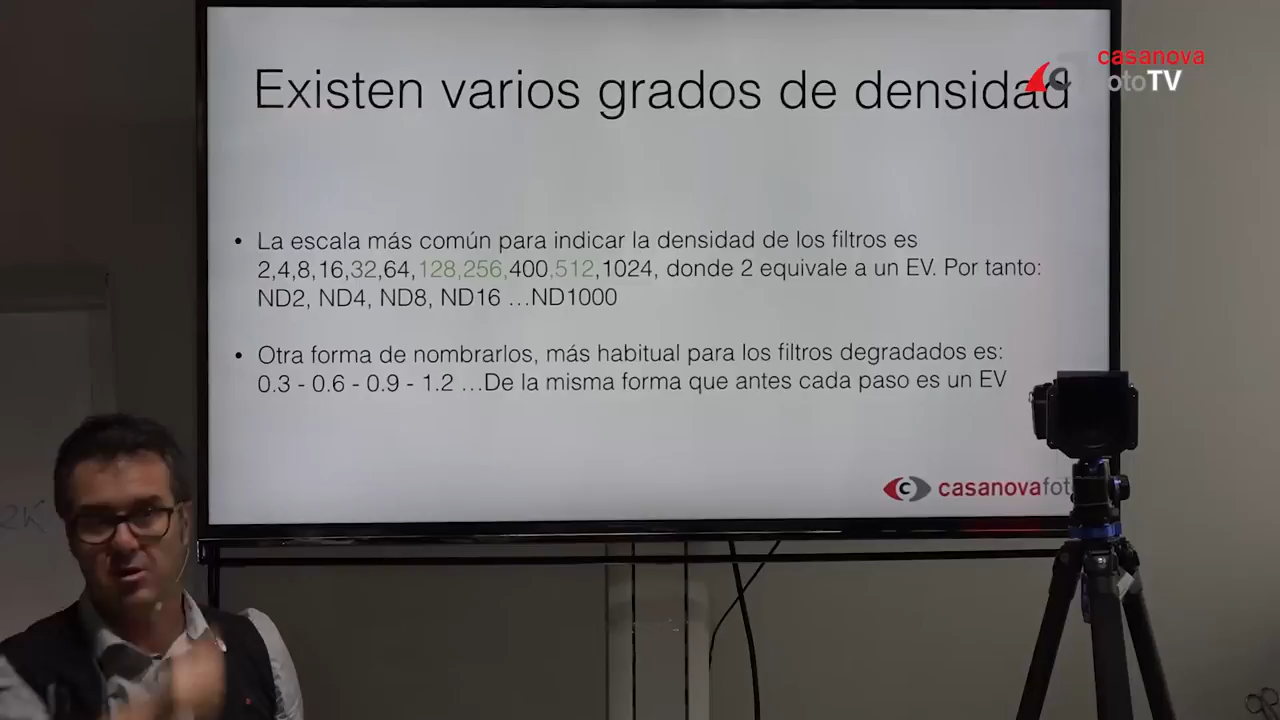 casanova
fotoTV
Existen varios grados de densidad
• La escala más común para indicar la densidad de los filtros es
2,4,8,16,32,64,128,256,400,512,1024, donde 2 equivale a un EV. Por tanto:
ND2, ND4, ND8, ND16 …ND1000
• Otra forma de nombrarlos, más habitual para los filtros degradados es:
0.3 - 0.6 - 0.9 - 1.2 …De la misma forma que antes cada paso es un EV
casanovafot